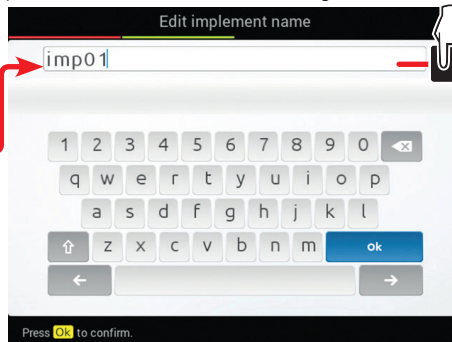 Edit implement name
imp01
1 2 3 4 5 6 7 8 9 0
q w e r t y u i o p
a s d f g h j k l
z x c v b n m ok
Press Ok to confirm.